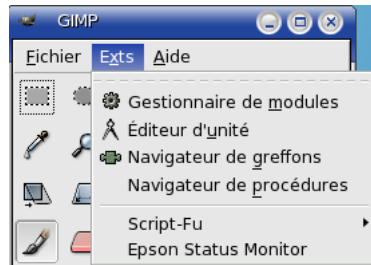 GIMP
Fichier Exts Aide
Gestionnaire de modules
Éditeur d'unité
Navigateur de greffons
Navigateur de procédures
Script-Fu
Epson Status Monitor